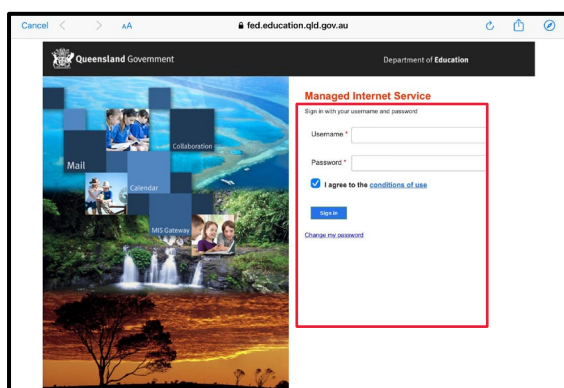 Cancel AA fed.education.qld.gov.au
Queensland Government Department of Education
Managed Internet Service
Sign in with your username and password
Username *
Password *
I agree to the conditions of use
Sign in
Change my password
Collaboration
Mail
Calendar
MIS Gateway